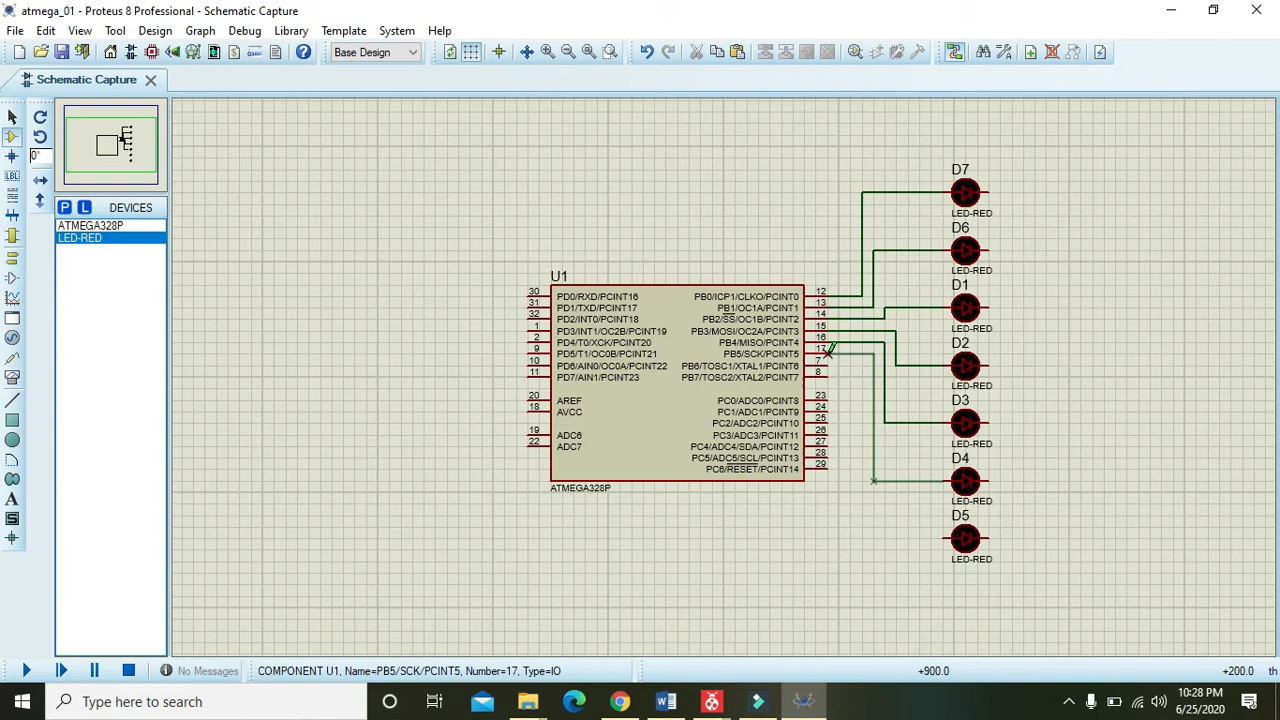 atmega_01 - Proteus 8 Professional - Schematic Capture
File Edit View Tool Design Graph Debug Library Template System Help
Base Design
Schematic Capture
0°
LBL
P L DEVICES
ATMEGA328P
LED-RED
U1
30 PD0/RXD/PCINT16 PB0/ICP1/CLKO/PCINT0 12
31 PD1/TXD/PCINT17 PB1/OC1A/PCINT1 13
32 PD2/INT0/PCINT18 PB2/SS/OC1B/PCINT2 14
1 PD3/INT1/OC2B/PCINT19 PB3/MOSI/OC2A/PCINT3 15
2 PD4/T0/XCK/PCINT20 PB4/MISO/PCINT4 16
9 PD5/T1/OC0B/PCINT21 PB5/SCK/PCINT5 17
10 PD6/AIN0/OC0A/PCINT22 PB6/TOSC1/XTAL1/PCINT6 7
11 PD7/AIN1/PCINT23 PB7/TOSC2/XTAL2/PCINT7 8
20 AREF PC0/ADC0/PCINT8 23
18 AVCC PC1/ADC1/PCINT9 24
PC2/ADC2/PCINT10 25
19 ADC6 PC3/ADC3/PCINT11 26
22 ADC7 PC4/ADC4/SDA/PCINT12 27
PC5/ADC5/SCL/PCINT13 28
PC6/RESET/PCINT14 29
ATMEGA328P
D7
LED-RED
D6
LED-RED
D1
LED-RED
D2
LED-RED
D3
LED-RED
D4
LED-RED
D5
LED-RED
No Messages COMPONENT U1, Name=PB5/SCK/PCINT5, Number=17, Type=IO +900.0 +200.0 th
Type here to search
10:28 PM
6/25/2020